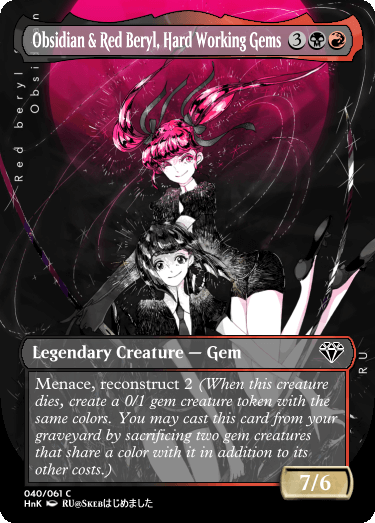 Obsidian & Red Beryl, Hard Working Gems 3
Red beryl
Obsidian
Legendary Creature — Gem
Menace, reconstruct 2 (When this creature
dies, create a 0/1 gem creature token with the
same colors. You may cast this card from your
graveyard by sacrificing two gem creatures
that share a color with it in addition to its
other costs.)
7/6
RU
040/061 C
HnK RU@SKEBはじめました